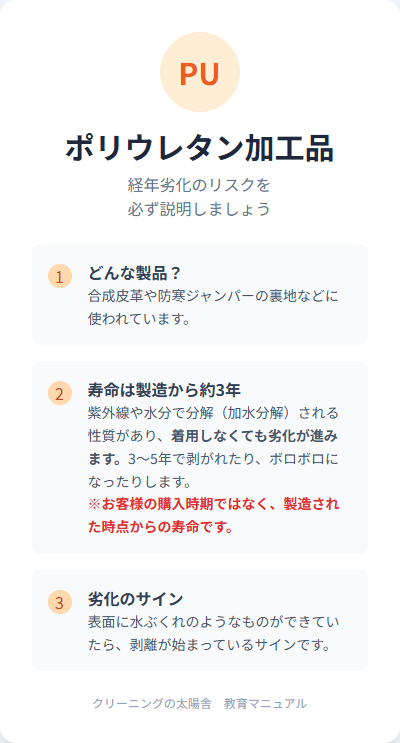 PU
ポリウレタン加工品
経年劣化のリスクを
必ず説明しましょう
1
どんな製品？
合成皮革や防寒ジャンパーの裏地などに
使われています。
2
寿命は製造から約3年
紫外線や水分で分解（加水分解）される
性質があり、着用しなくても劣化が進み
ます。3〜5年で剥がれたり、ボロボロに
なったりします。
※お客様の購入時期ではなく、製造され
た時点からの寿命です。
3
劣化のサイン
表面に水ぶくれのようなものができてい
たら、剥離が始まっているサインです。
クリーニングの太陽舎　教育マニュアル